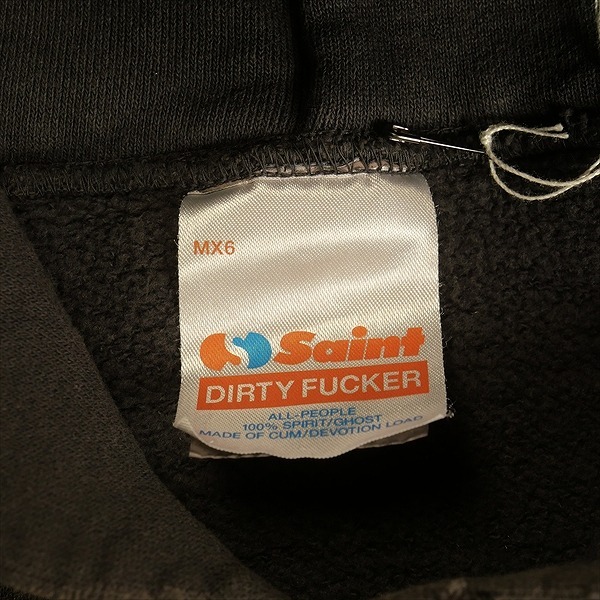 MX6
Saint
DIRTY FUCKER
ALL-PEOPLE
100% SPIRIT/GHOST
MADE OF CUM/DEVOTION LOAD